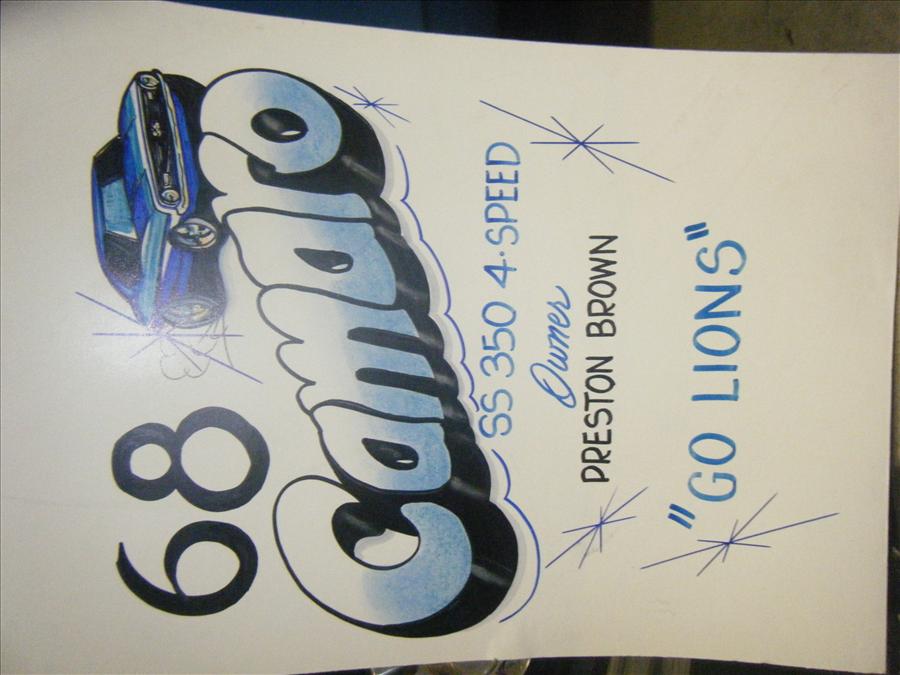 68
Camaro
SS 350 4·SPEED
Owner
PRESTON BROWN
"GO LIONS"